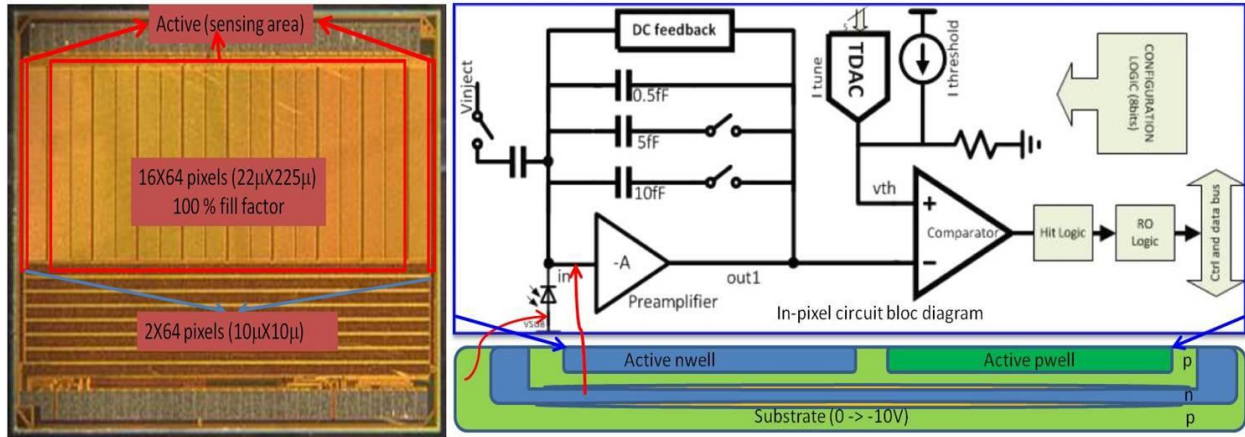 Active (sensing area)
16X64 pixels (22µX225µ)
100 % fill factor
2X64 pixels (10µX10µ)
Vinject
DC feedback
0.5fF
5fF
10fF
in
-A
Preamplifier
out1
5
TDAC
I tune
I threshold
vth
+
Comparator
−
CONFIGURATION
LOGIC (8bits)
Hit Logic
RO
Logic
Ctrl and data bus
In-pixel circuit bloc diagram
Active nwell
Active pwell
p
n
Substrate (0 -> -10V)
p